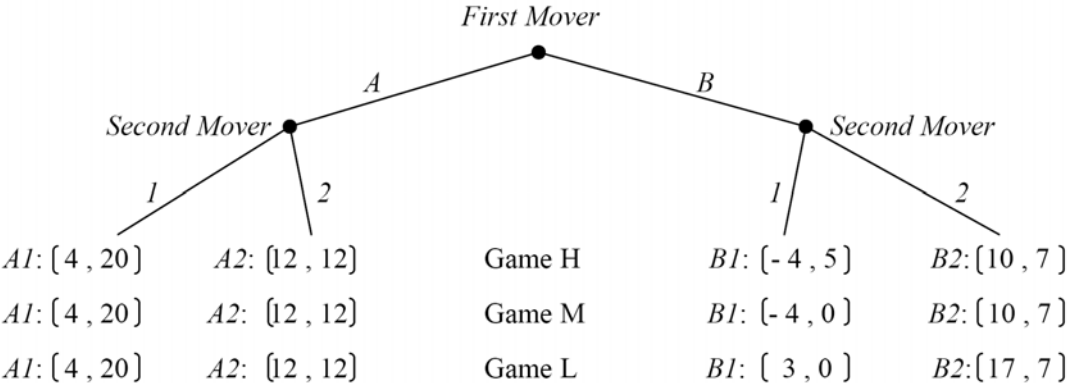 First Mover
A B
Second Mover Second Mover
1 2 1 2
A1: (4 , 20) A2: (12 , 12) Game H B1: (- 4 , 5) B2: (10 , 7)
A1: (4 , 20) A2: (12 , 12) Game M B1: (- 4 , 0) B2: (10 , 7)
A1: (4 , 20) A2: (12 , 12) Game L B1: ( 3 , 0) B2: (17 , 7)